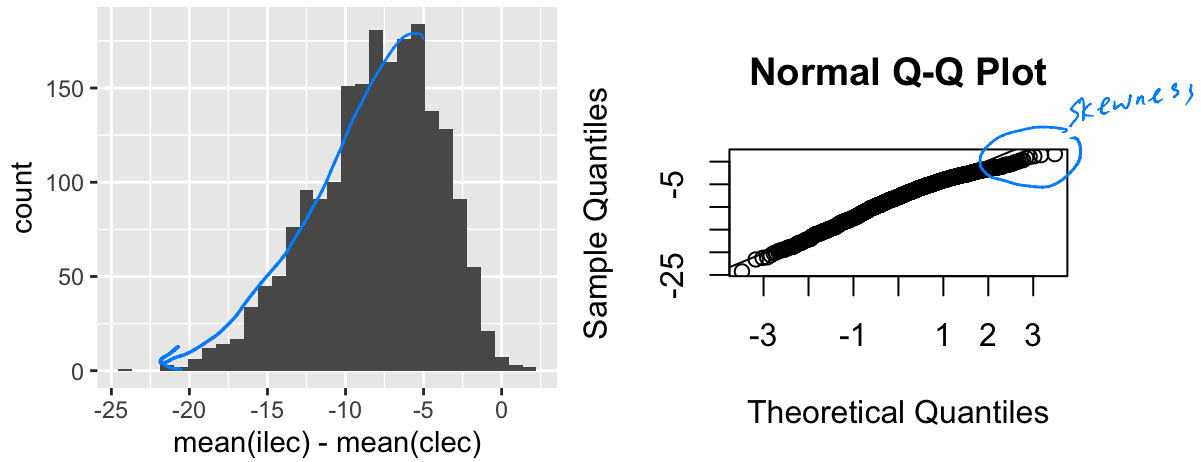 150
100
50
0
count
-25
-20
-15
-10
-5
0
mean(ilec) - mean(clec)
Normal Q-Q Plot
skewness
Sample Quantiles
-5
-25
-3
-1
1
2
3
Theoretical Quantiles